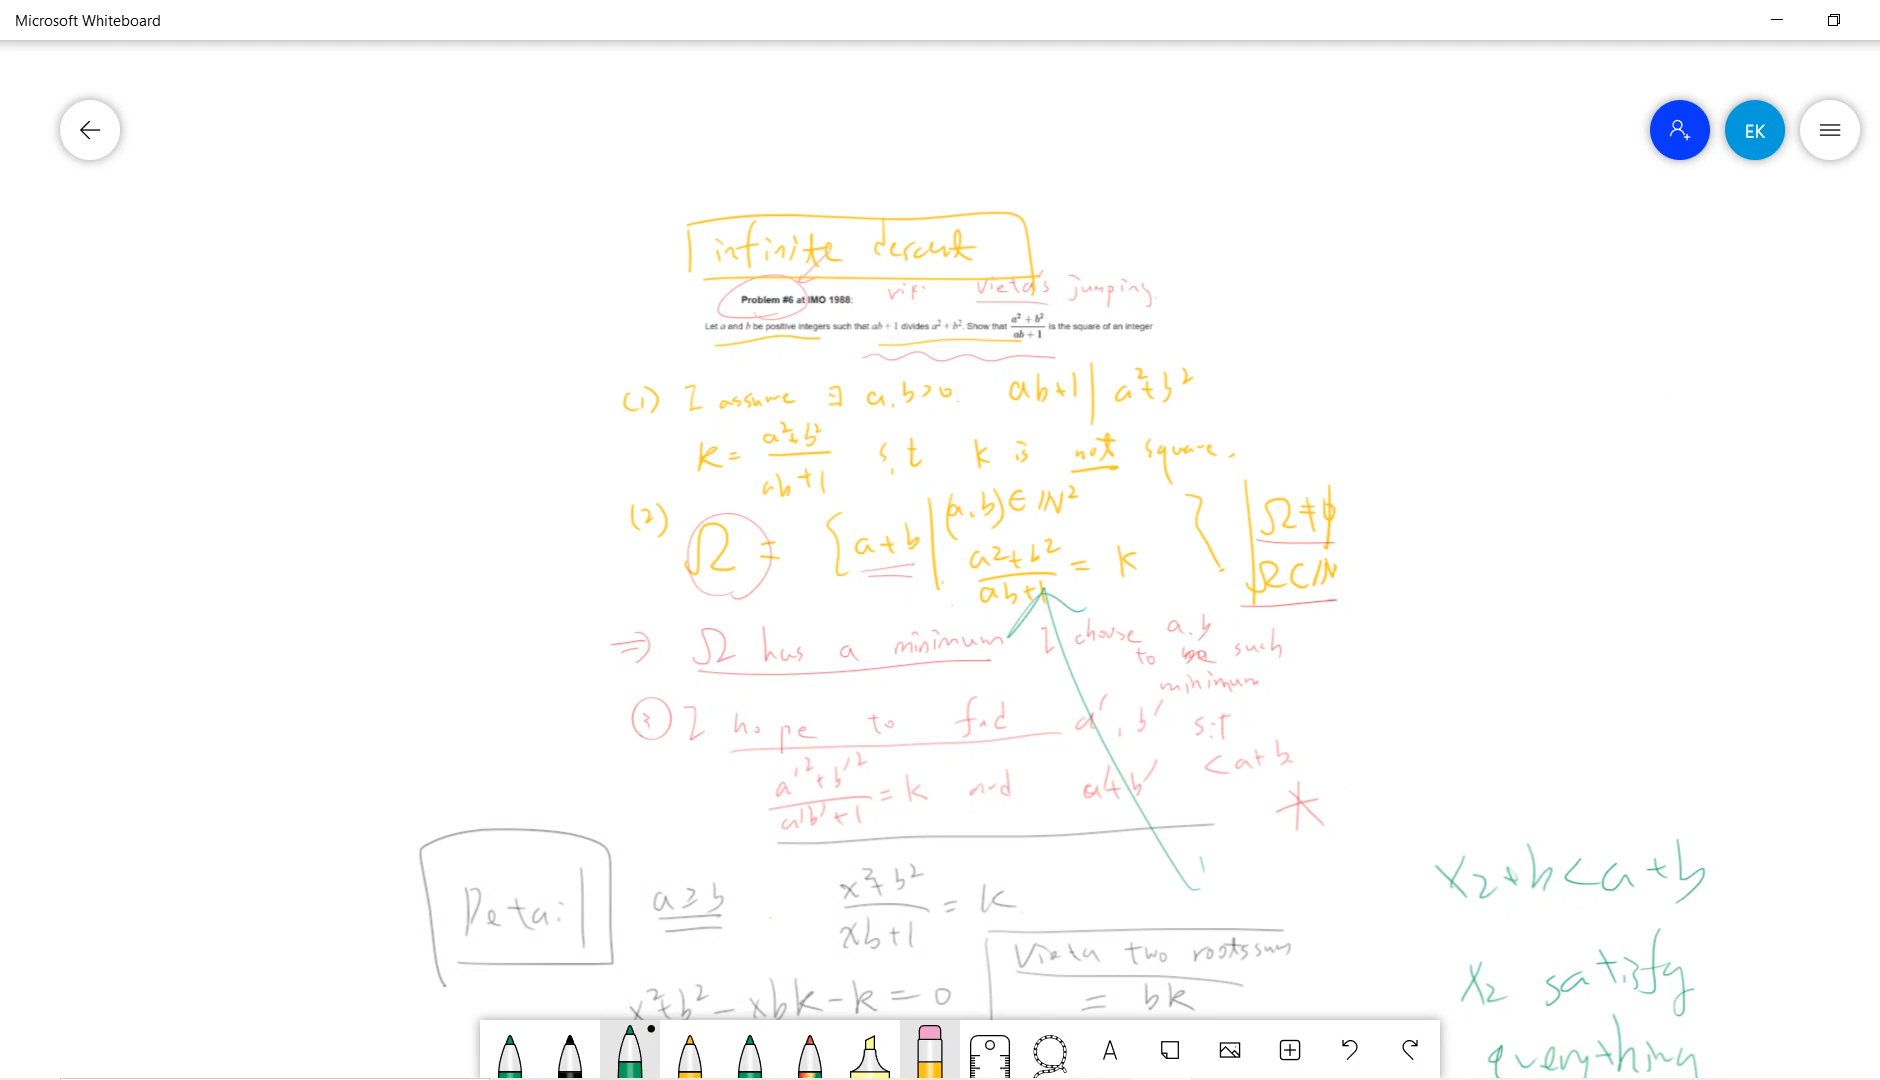 Microsoft Whiteboard
EK
infinite descent
Problem #6 at IMO 1988:
Vieta's jumping.
Let a and b be positive integers such that ab + 1 divides a² + b². Show that (a² + b²)/(ab + 1) is the square of an integer
(1) I assume ∃ a,b>0. ab+1 | a²+b²
k = (a²+b²)/(ab+1) s.t k is not square.
(2) Ω = {a+b | (a,b)∈ℕ² (a²+b²)/(ab+1) = k } Ω≠∅
Ω⊂ℕ
⇒ Ω has a minimum I choose a.b to be such minimum
③ I hope to find a', b' s.t
(a'²+b'²)/(a'b'+1) = k and a'+b' < a+b
Detail a≥b (x²+b²)/(xb+1) = k
x²+b²-xbk-k=0
Vieta two roots sum
= bk
x₂+b<a+b
x₂ satisfy
everything
A